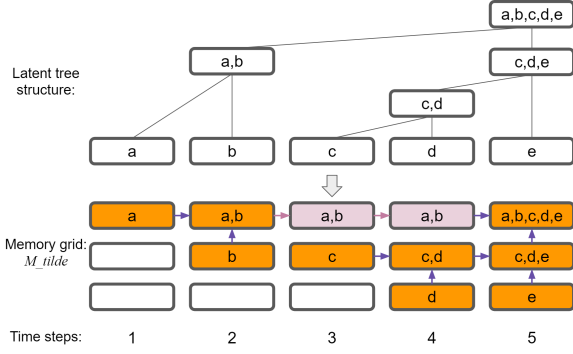 a,b,c,d,e
a,b
c,d,e
Latent tree
structure:
c,d
a b c d e
a a,b a,b a,b a,b,c,d,e
Memory grid:
M_tilde
b c c,d c,d,e
d e
Time steps: 1 2 3 4 5